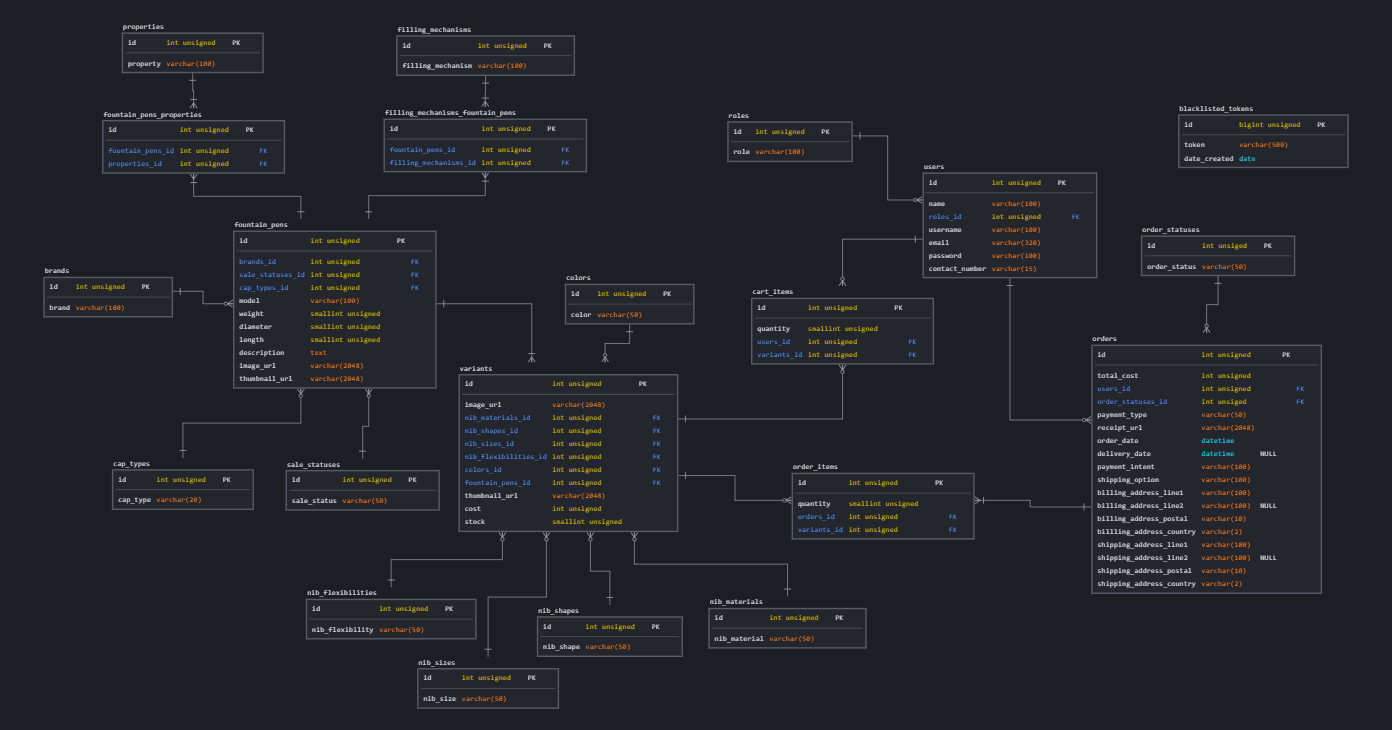 properties
id int unsigned PK
property varchar(100)
filling_mechanisms
id int unsigned PK
filling_mechanism varchar(100)
fountain_pens_properties
id int unsigned PK
fountain_pens_id int unsigned FK
properties_id int unsigned FK
filling_mechanisms_fountain_pens
id int unsigned PK
fountain_pens_id int unsigned FK
filling_mechanisms_id int unsigned FK
roles
id int unsigned PK
role varchar(100)
blacklisted_tokens
id bigint unsigned PK
token varchar(500)
date_created date
users
id int unsigned PK
name varchar(100)
roles_id int unsigned FK
username varchar(100)
email varchar(320)
password varchar(100)
contact_number varchar(15)
fountain_pens
id int unsigned PK
brands_id int unsigned FK
sale_statuses_id int unsigned FK
cap_types_id int unsigned FK
model varchar(100)
weight smallint unsigned
diameter smallint unsigned
length smallint unsigned
description text
image_url varchar(2048)
thumbnail_url varchar(2048)
order_statuses
id int unsiged PK
order_status varchar(50)
brands
id int unsigned PK
brand varchar(100)
colors
id int unsigned PK
color varchar(50)
cart_items
id int unsigned PK
quantity smallint unsigned
users_id int unsigned FK
variants_id int unsigned FK
orders
id int unsigned PK
total_cost int unsigned
users_id int unsigned FK
order_statuses_id int unsiged FK
payment_type varchar(50)
receipt_url varchar(2048)
order_date datetime
delivery_date datetime NULL
payment_intent varchar(100)
shipping_option varchar(100)
billing_address_line1 varchar(100)
billing_address_line2 varchar(100) NULL
billing_address_postal varchar(10)
billling_address_country varchar(2)
shipping_address_line1 varchar(100)
shipping_address_line2 varchar(100) NULL
shipping_address_postal varchar(10)
shipping_address_country varchar(2)
variants
id int unsigned PK
image_url varchar(2048)
nib_materials_id int unsigned FK
nib_shapes_id int unsigned FK
nib_sizes_id int unsigned FK
nib_flexibilities_id int unsigned FK
colors_id int unsigned FK
fountain_pens_id int unsigned FK
thumbnail_url varchar(2048)
cost int unsigned
stock smallint unsigned
cap_types
id int unsigned PK
cap_type varchar(20)
sale_statuses
id int unsigned PK
sale_status varchar(50)
order_items
id int unsigned PK
quantity smallint unsigned
orders_id int unsigned FK
variants_id int unsigned FK
nib_flexibilities
id int unsigned PK
nib_flexibility varchar(50)
nib_shapes
id int unsigned PK
nib_shape varchar(50)
nib_materials
id int unsigned PK
nib_material varchar(50)
nib_sizes
id int unsigned PK
nib_size varchar(50)